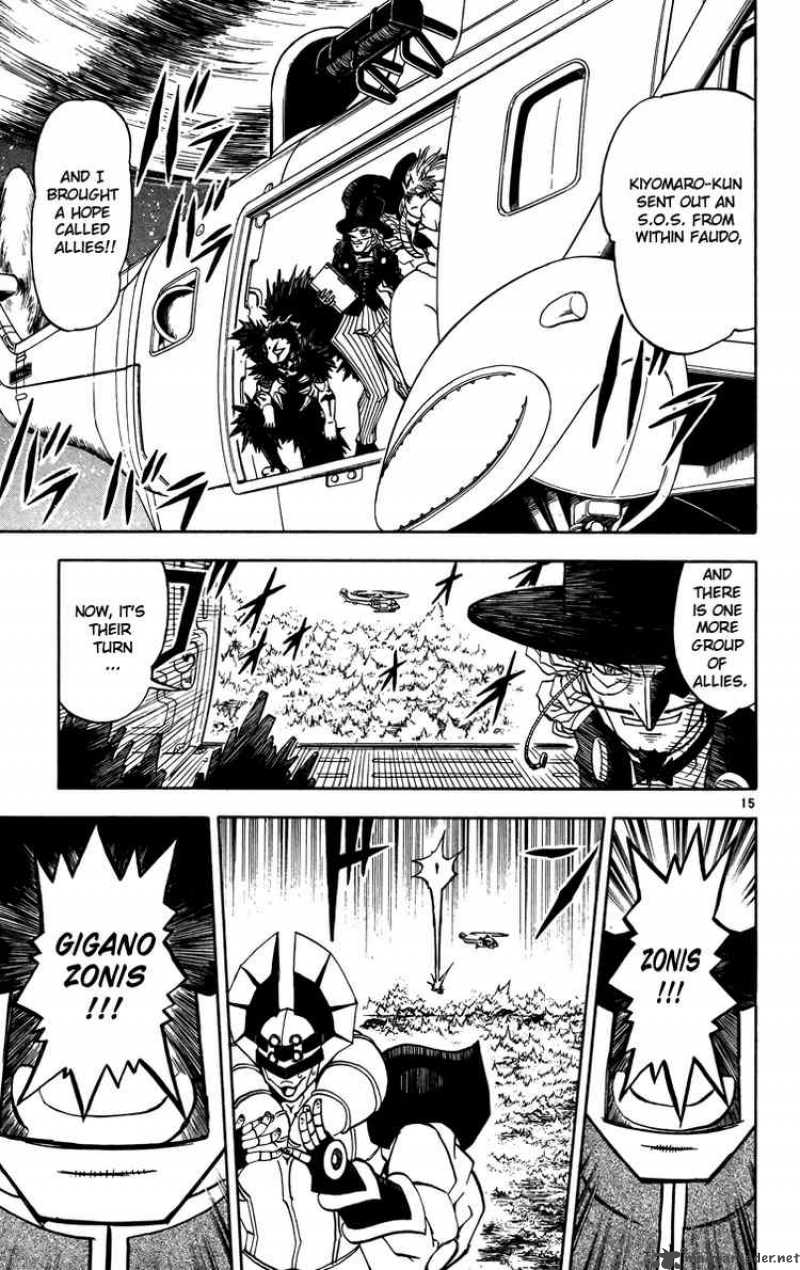 KIYOMARO-KUN
SENT OUT AN
S.O.S. FROM
WITHIN FAUDO,
AND I
BROUGHT
A HOPE
CALLED
ALLIES!!
AND
THERE
IS ONE
MORE
GROUP
OF
ALLIES.
NOW, IT'S
THEIR
TURN
...
15
ZONIS
!!!
GIGANO
ZONIS
!!!